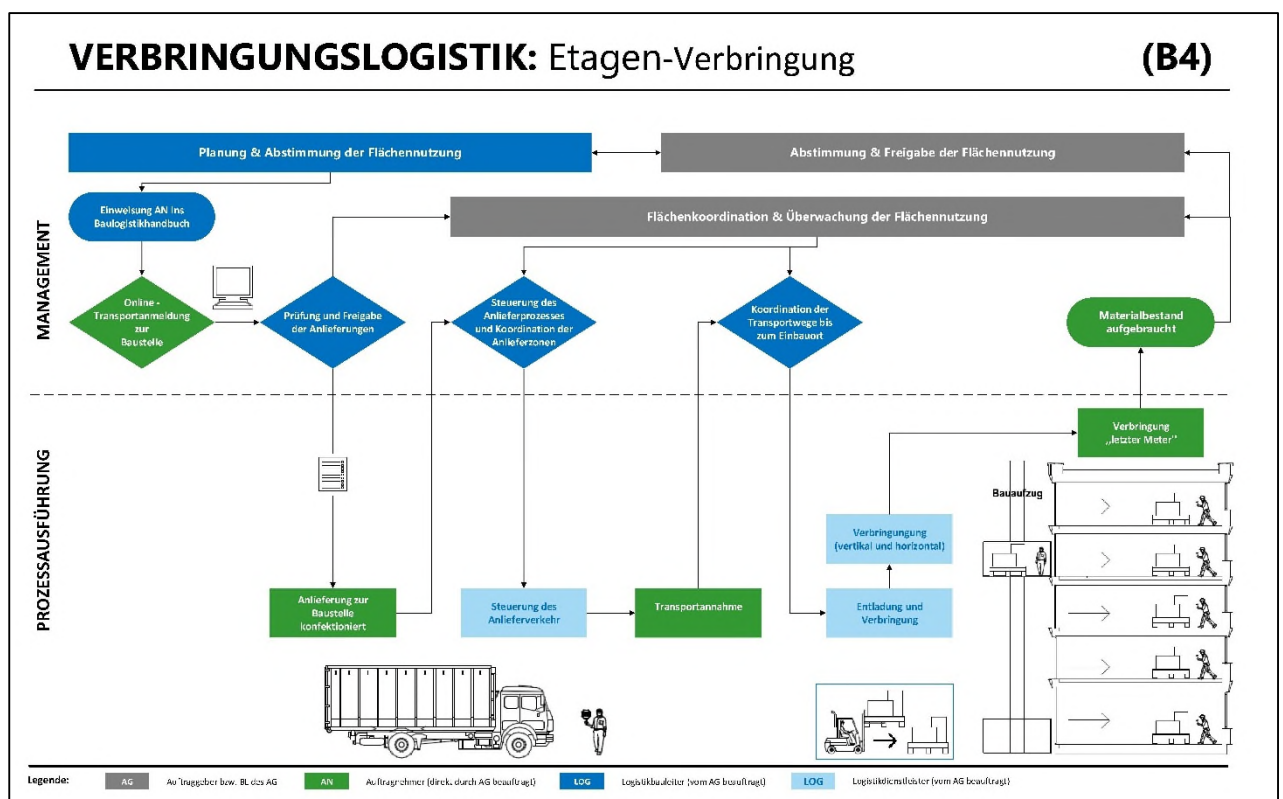 VERBRINGUNGSLOGISTIK: Etagen-Verbringung (B4)
Planung & Abstimmung der Flächennutzung
Abstimmung & Freigabe der Flächennutzung
MANAGEMENT
Einweisung AN ins
Baulogistikhandbuch
Flächenkoordination & Überwachung der Flächennutzung
Online -
Transportanmeldung
zur
Baustelle
Prüfung und Freigabe
der Anlieferungen
Steuerung des
Anlieferprozesses
und Koordination der
Anlieferzonen
Koordination der
Transportwege bis
zum Einbauort
Materialbestand
aufgebraucht
PROZESSAUSFÜHRUNG
Verbringung
„letzter Meter"
Bauaufzug
Verbringungung
(vertikal und horizontal)
Anlieferung zur
Baustelle
konfektioniert
Steuerung des
Anlieferverkehr
Transportannahme
Entladung und
Verbringung
Legende:
AG Auftraggeber bzw. BL des AG
AN Auftragnehmer (direkt durch AG beauftragt)
LOG Logistikbauleiter (vom AG beauftragt)
LOG Logistikdienstleister (vom AG beauftragt)